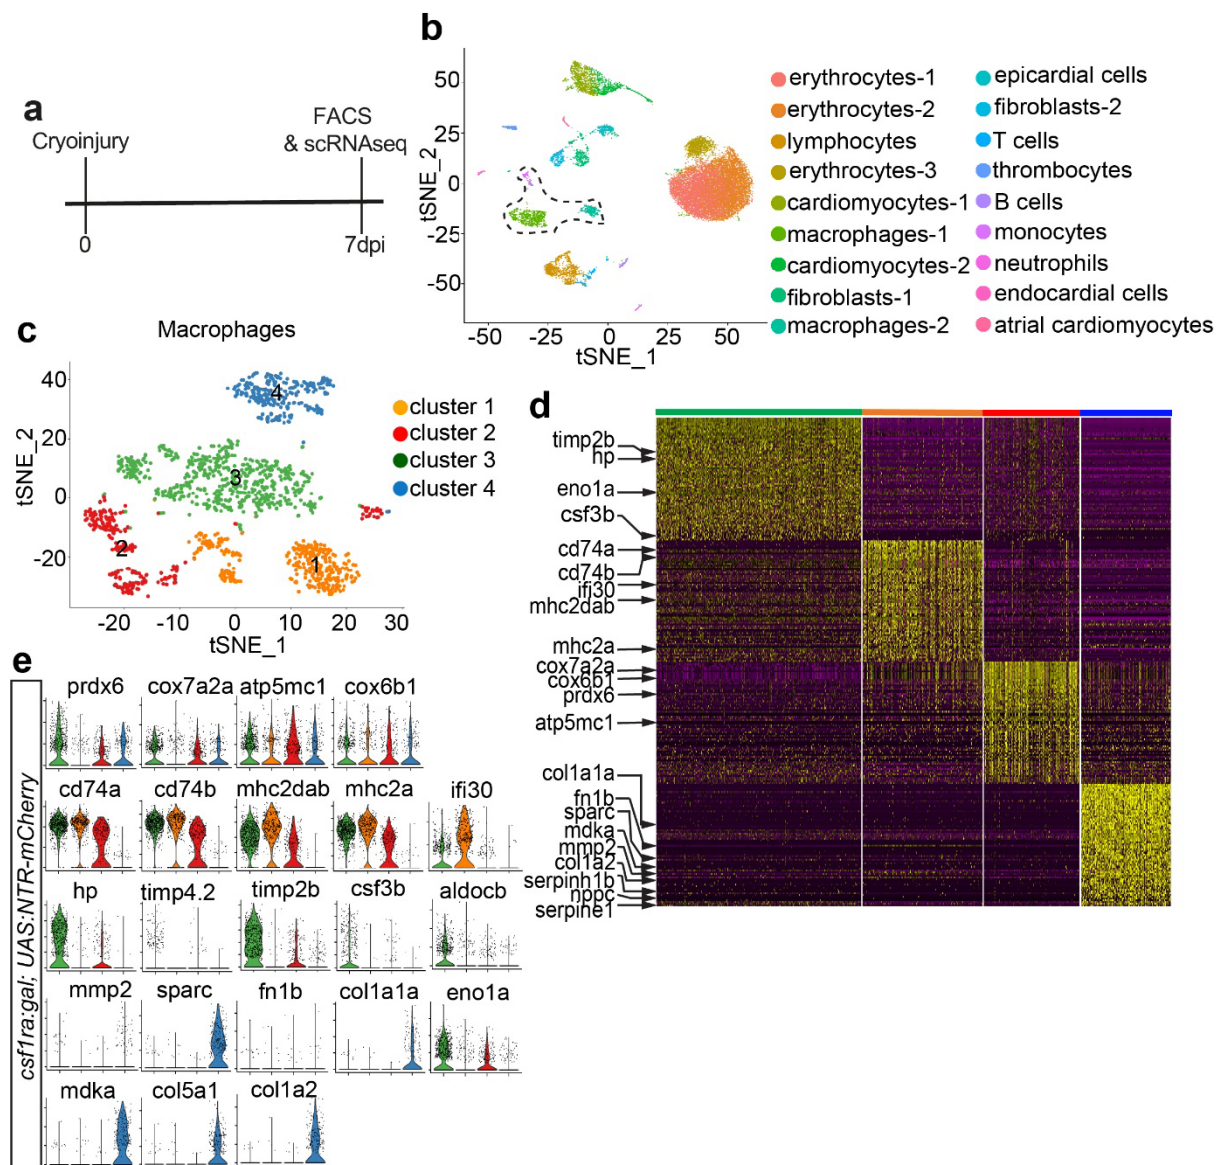 a
Cryoinjury
FACS
& scRNAseq
0
7dpi
b
tSNE_2
50
25
0
-25
-50
-50
-25
0
25
50
tSNE_1
erythrocytes-1
erythrocytes-2
lymphocytes
erythrocytes-3
cardiomyocytes-1
macrophages-1
cardiomyocytes-2
fibroblasts-1
macrophages-2
epicardial cells
fibroblasts-2
T cells
thrombocytes
B cells
monocytes
neutrophils
endocardial cells
atrial cardiomyocytes
c
Macrophages
tSNE_2
40
20
0
-20
4
3
2
1
-20
-10
0
10
20
30
tSNE_1
cluster 1
cluster 2
cluster 3
cluster 4
d
timp2b
hp
eno1a
csf3b
cd74a
cd74b
ifi30
mhc2dab
mhc2a
cox7a2a
cox6b1
prdx6
atp5mc1
col1a1a
fn1b
sparc
mdka
mmp2
col1a2
serpinh1b
nppc
serpine1
e
csf1ra:gal; UAS:NTR-mCherry
prdx6 cox7a2a atp5mc1 cox6b1
cd74a cd74b mhc2dab mhc2a ifi30
hp timp4.2 timp2b csf3b aldocb
mmp2 sparc fn1b col1a1a eno1a
mdka col5a1 col1a2